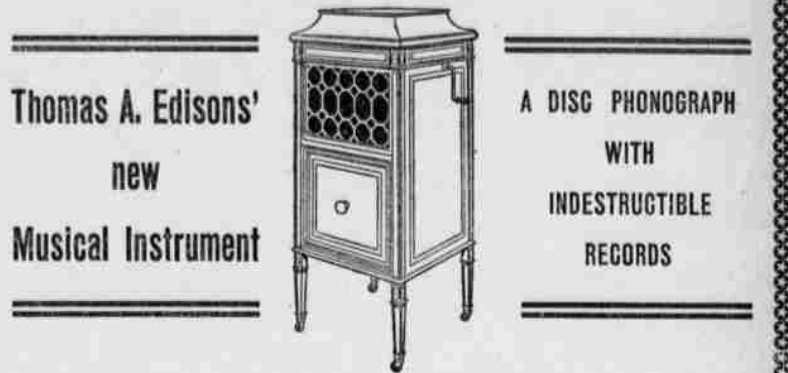 Thomas A. Edisons'
new
Musical Instrument
A DISC PHONOGRAPH
WITH
INDESTRUCTIBLE
RECORDS